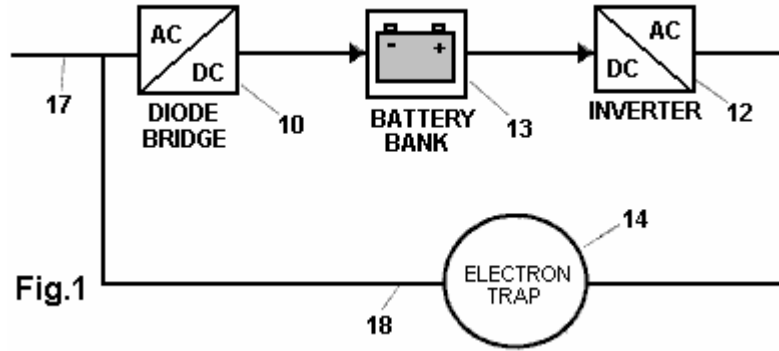 AC
DC
- +
DC
AC
17
DIODE
BRIDGE
10
BATTERY
BANK
13
INVERTER
12
14
ELECTRON
TRAP
Fig.1
18